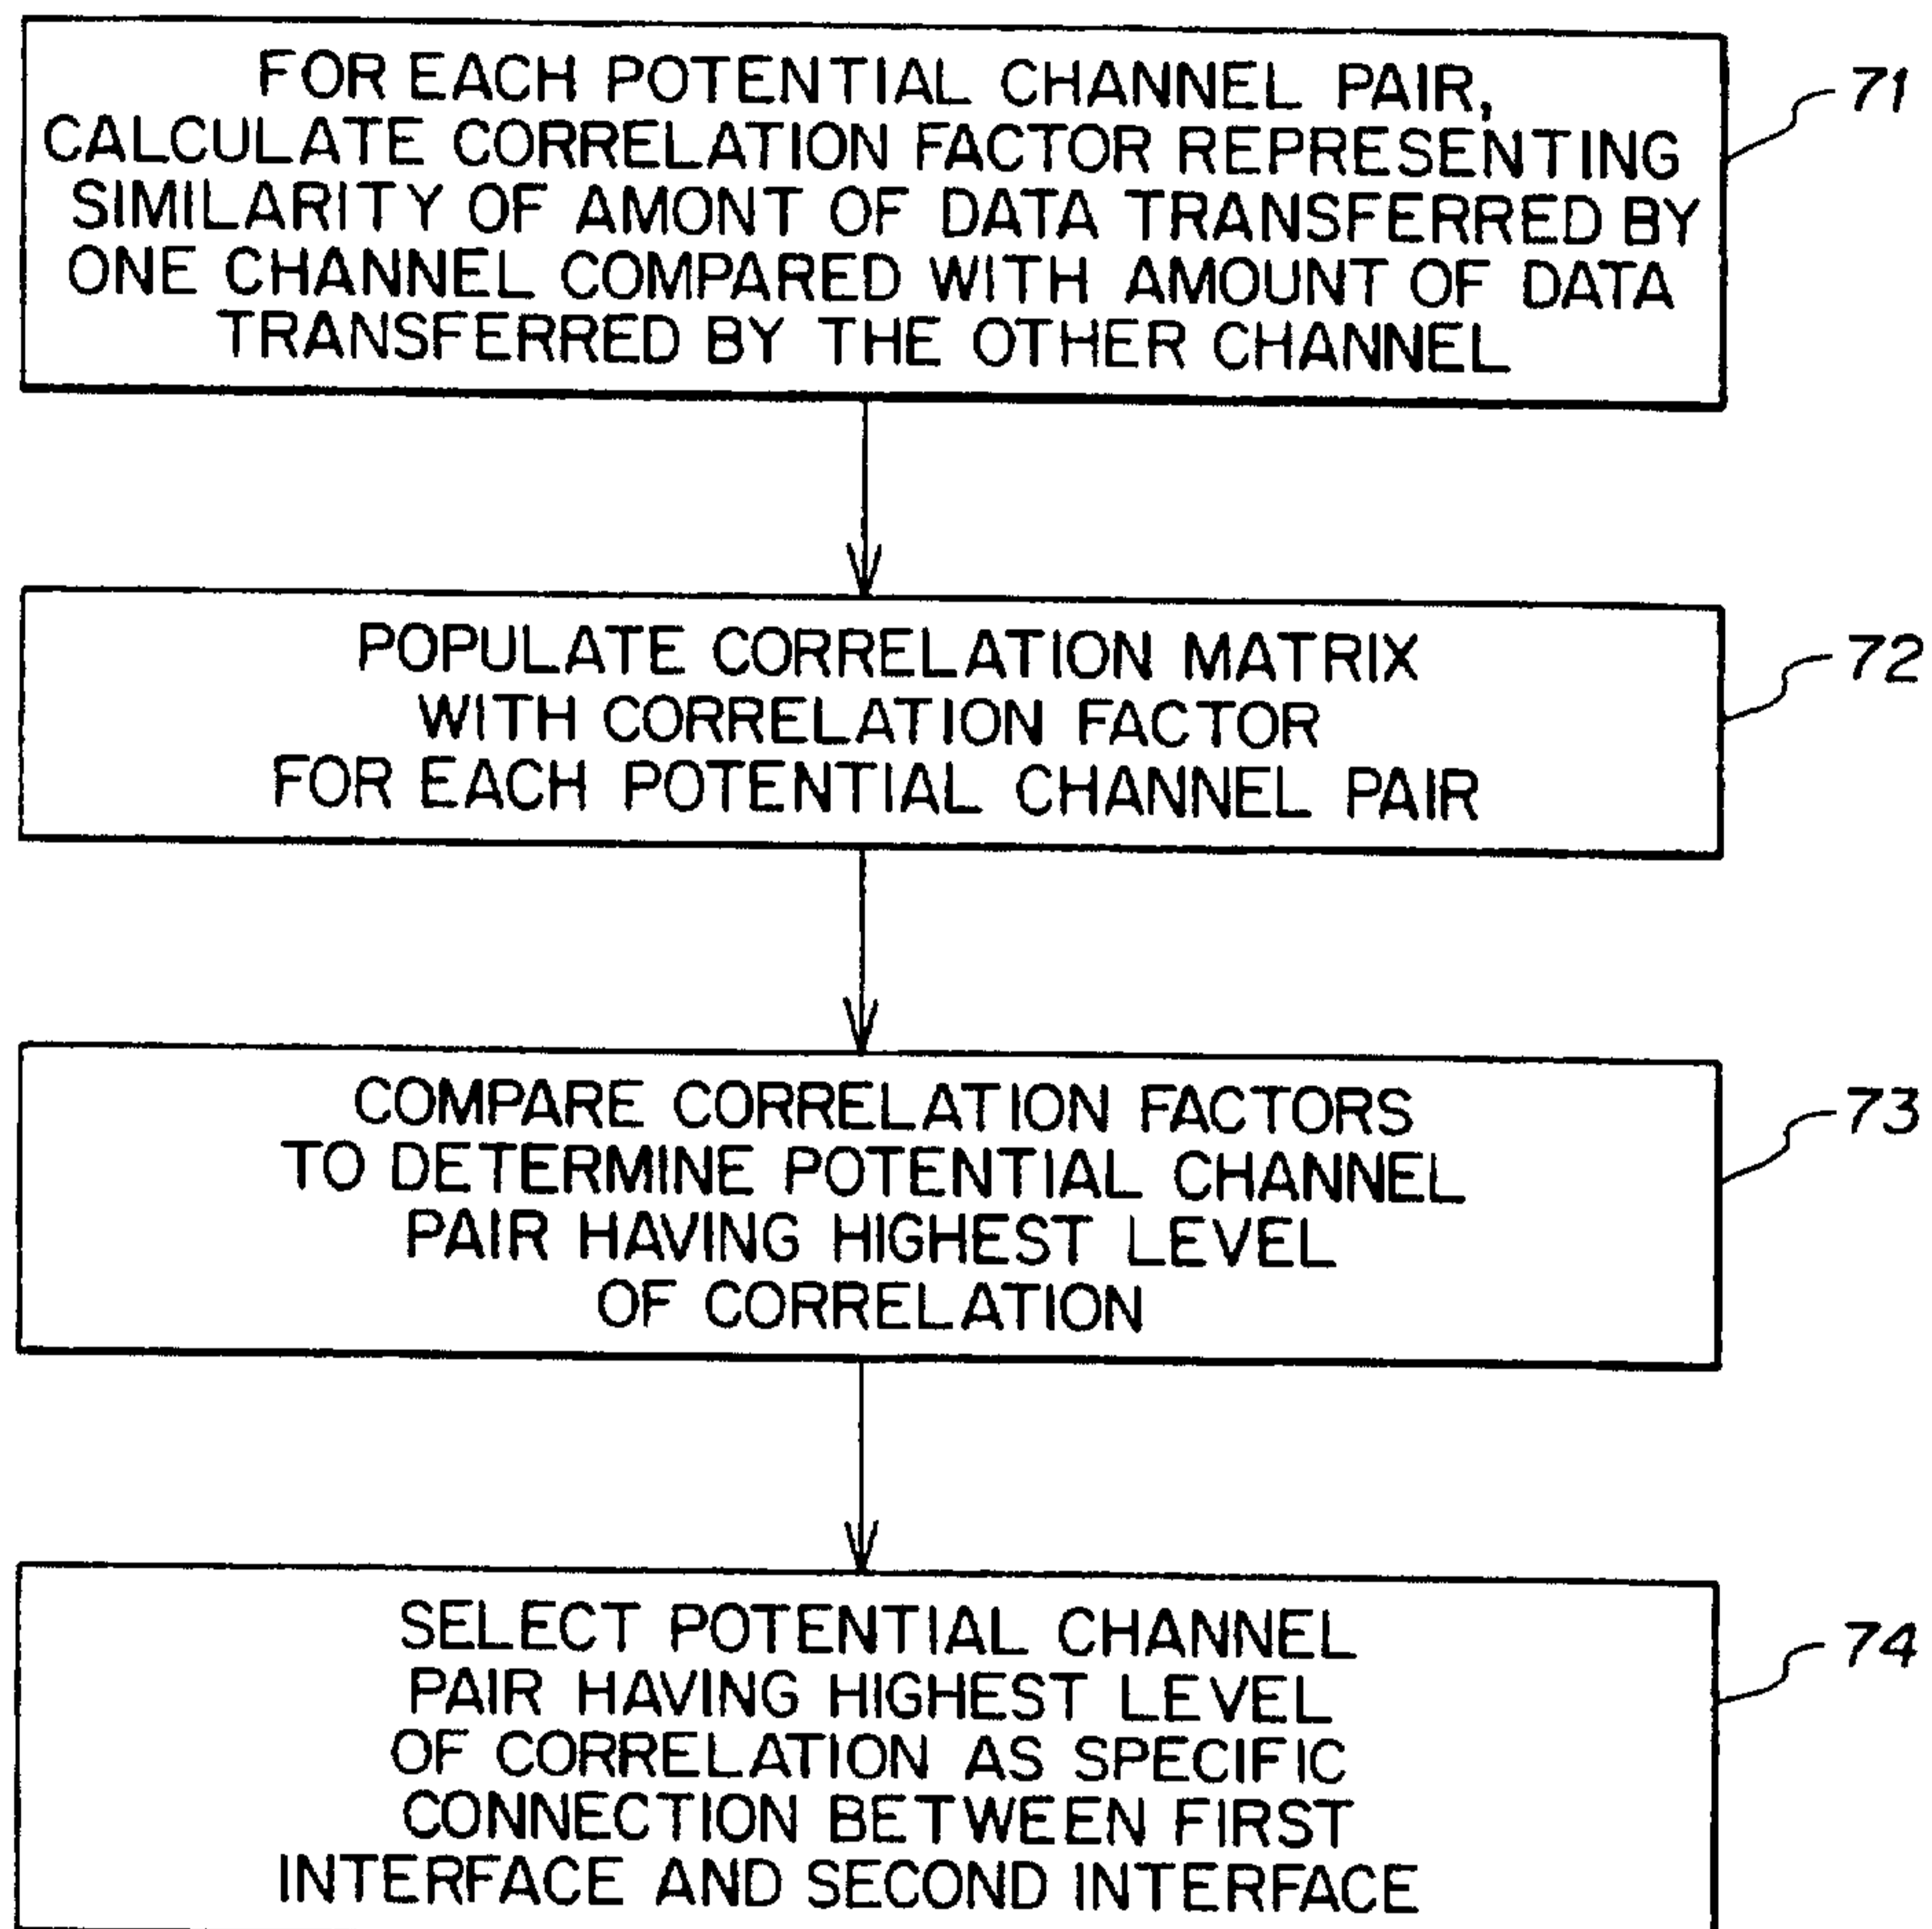 FOR EACH POTENTIAL CHANNEL PAIR,
CALCULATE CORRELATION FACTOR REPRESENTING
SIMILARITY OF AMONT OF DATA TRANSFERRED BY
ONE CHANNEL COMPARED WITH AMOUNT OF DATA
TRANSFERRED BY THE OTHER CHANNEL
71
POPULATE CORRELATION MATRIX
WITH CORRELATION FACTOR
FOR EACH POTENTIAL CHANNEL PAIR
72
COMPARE CORRELATION FACTORS
TO DETERMINE POTENTIAL CHANNEL
PAIR HAVING HIGHEST LEVEL
OF CORRELATION
73
SELECT POTENTIAL CHANNEL
PAIR HAVING HIGHEST LEVEL
OF CORRELATION AS SPECIFIC
CONNECTION BETWEEN FIRST
INTERFACE AND SECOND INTERFACE
74